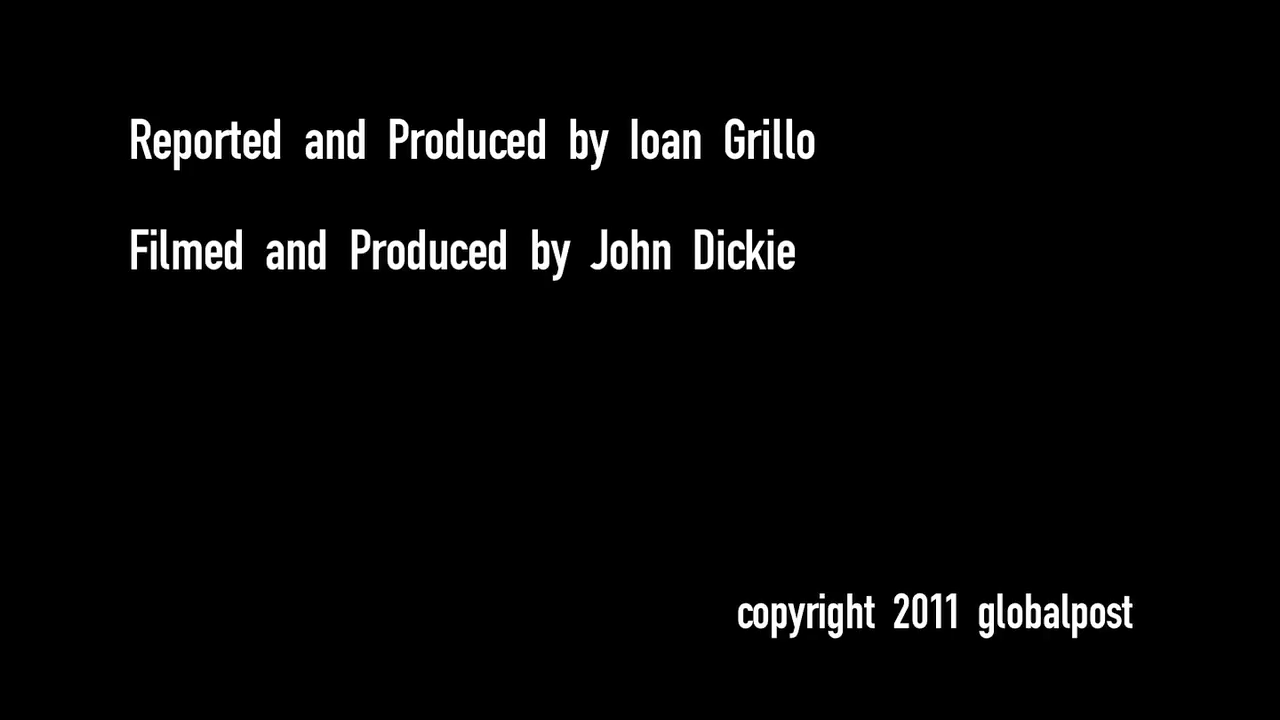 Reported and Produced by Ioan Grillo
Filmed and Produced by John Dickie
copyright 2011 globalpost